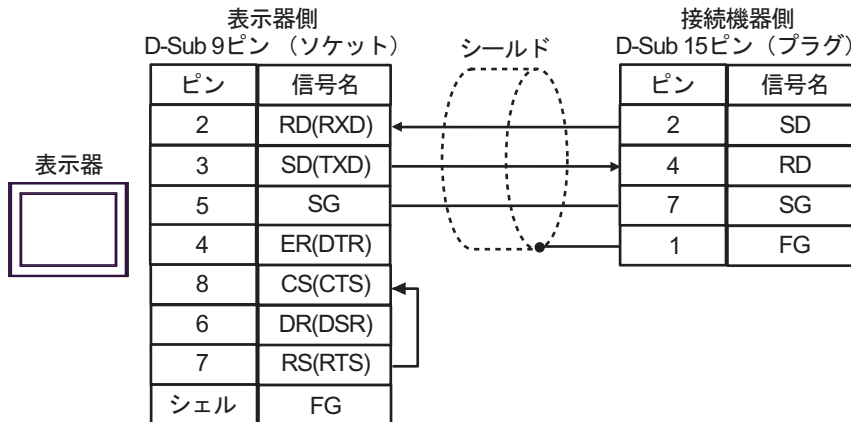 表示器側
D-Sub 9ピン （ソケット）
シールド
接続機器側
D-Sub 15ピン（プラグ）
表示器
ピン 信号名
2 RD(RXD)
3 SD(TXD)
5 SG
4 ER(DTR)
8 CS(CTS)
6 DR(DSR)
7 RS(RTS)
シェル FG
ピン 信号名
2 SD
4 RD
7 SG
1 FG